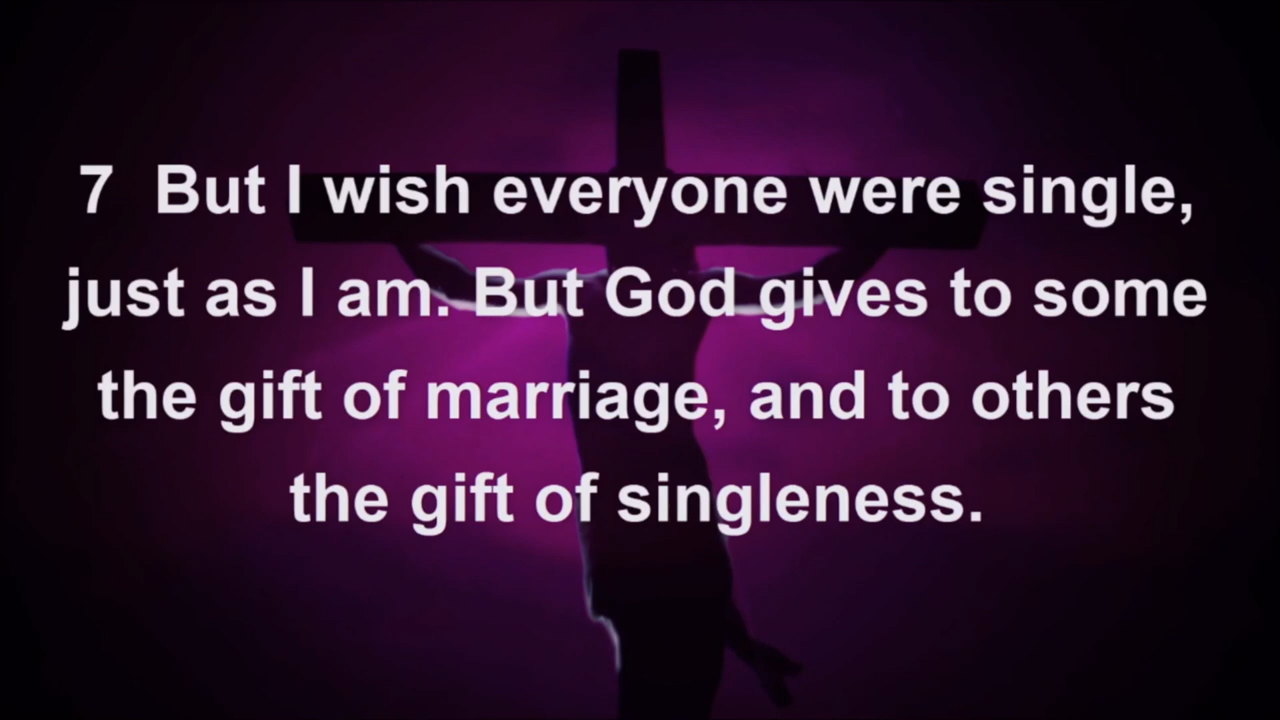 7 But I wish everyone were single,
just as I am. But God gives to some
the gift of marriage, and to others
the gift of singleness.